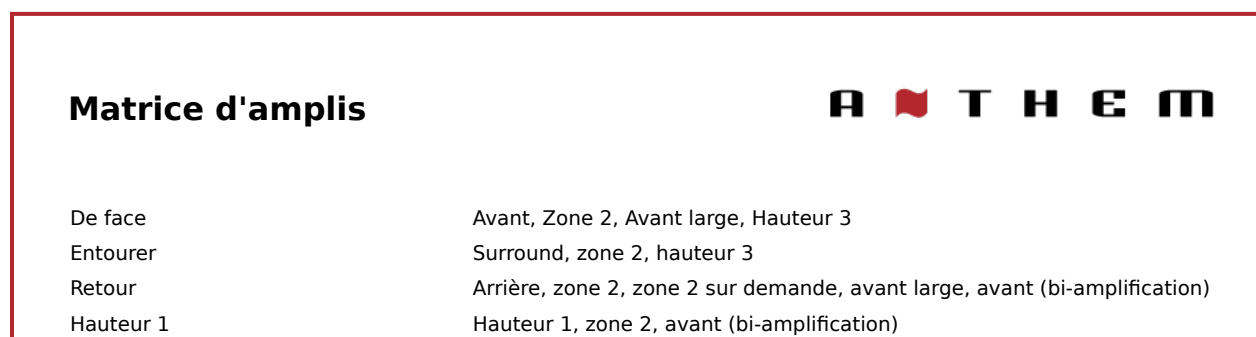 Matrice d'amplis
ANTHEM
De face Avant, Zone 2, Avant large, Hauteur 3
Entourer Surround, zone 2, hauteur 3
Retour Arrière, zone 2, zone 2 sur demande, avant large, avant (bi-amplification)
Hauteur 1 Hauteur 1, zone 2, avant (bi-amplification)